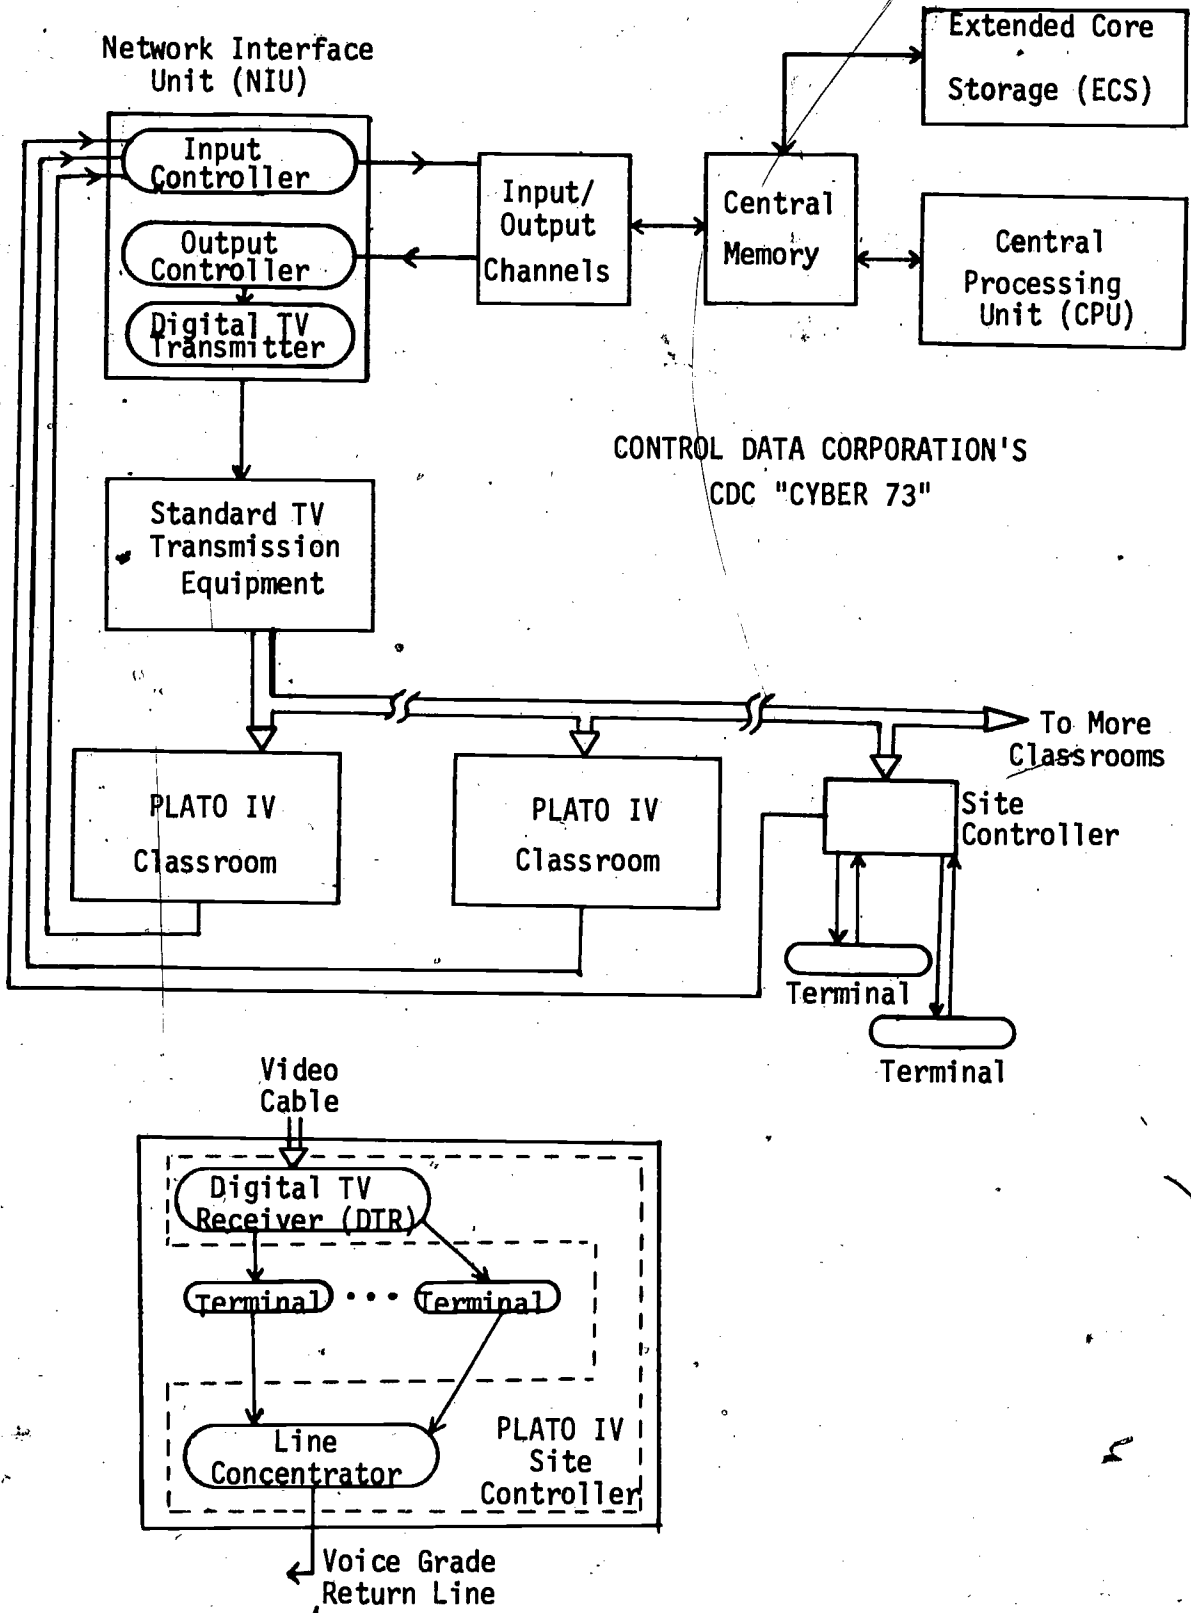 Network Interface
Unit (NIU)
Input
Controller
Output
Controller
Digital TV
Transmitter
Input/
Output
Channels
Central
Memory
Extended Core
Storage (ECS)
Central
Processing
Unit (CPU)
CONTROL DATA CORPORATION'S
CDC "CYBER 73"
Standard TV
Transmission
Equipment
To More
Classrooms
PLATO IV
Classroom
PLATO IV
Classroom
Site
Controller
Terminal
Terminal
Video
Cable
Digital TV
Receiver (DTR)
Terminal
Terminal
Line
Concentrator
PLATO IV
Site
Controller
Voice Grade
Return Line